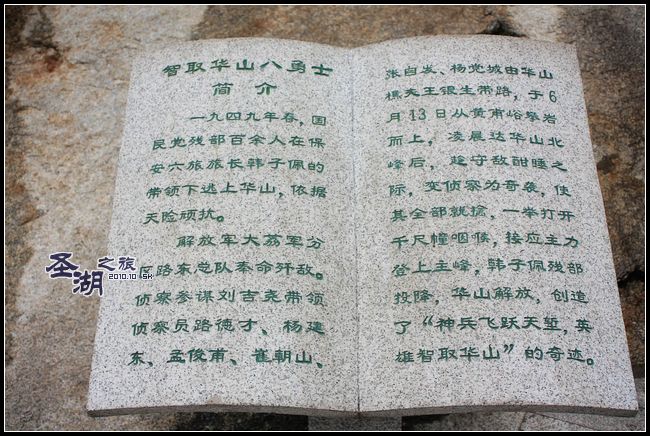 智取华山八勇士
简介
一九四九年春,国
民党残部百余人在保
安六旅旅长韩子佩的
带领下逃上华山,依据
天险顽抗。
解放军大荔军分
区路东总队奉命歼敌。
侦察参谋刘吉尧带领
侦察员路德才、杨建
东、孟俊甫、崔朝山、
张自发、杨党城由华山
樵夫王银生带路,于6
月13日从黄甫峪攀岩
而上,凌晨达华山北
峰后,趁守敌酣睡之
际,变侦察为奇袭,使
其全部就擒,一举打开
千尺幢咽喉,接应主力
登上主峰,韩子佩残部
投降,华山解放,创造
了“神兵飞跃天堑,英
雄智取华山”的奇迹。
圣湖之旅
2010.10 SK